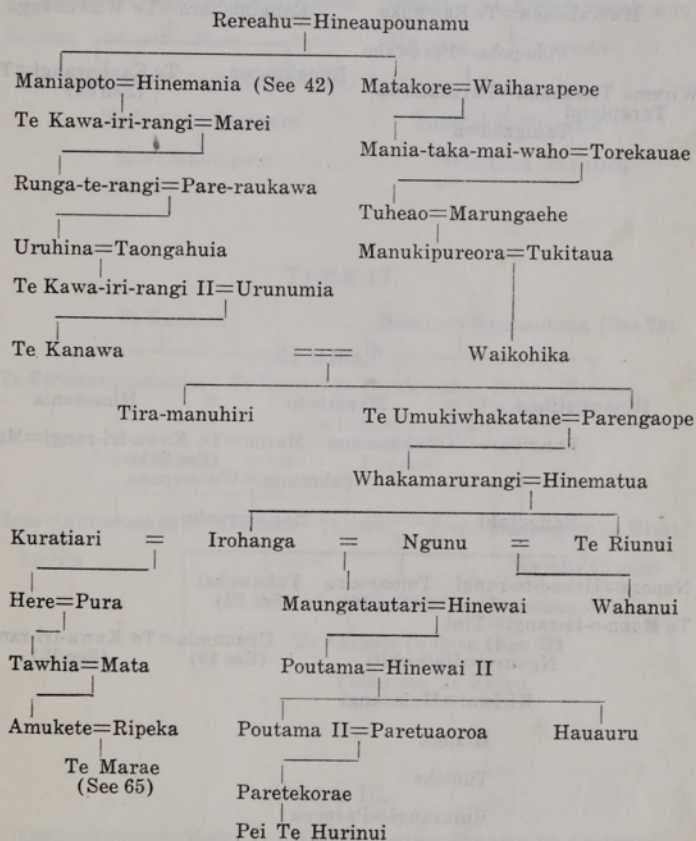 Rereahu=Hineaupounamu
Maniapoto=Hinemania (See 42) Matakore=Waiharapepe
Te Kawa-iri-rangi=Marei
Mania-taka-mai-waho=Torekauae
Runga-te-rangi=Pare-raukawa
Tuheao=Marungaehe
Uruhina=Taongahuia Manukipureora=Tukitaua
Te Kawa-iri-rangi II=Urunumia
Te Kanawa === Waikohika
Tira-manuhiri Te Umukiwhakatane=Parengaope
Whakamarurangi=Hinematua
Kuratiari = Irohanga = Ngunu = Te Riunui
Here=Pura Maungatautari=Hinewai Wahanui
Tawhia=Mata Poutama=Hinewai II
Amukete=Ripeka Poutama II=Paretuaoroa Hauauru
Te Marae
(See 65) Paretekorae
Pei Te Hurinui